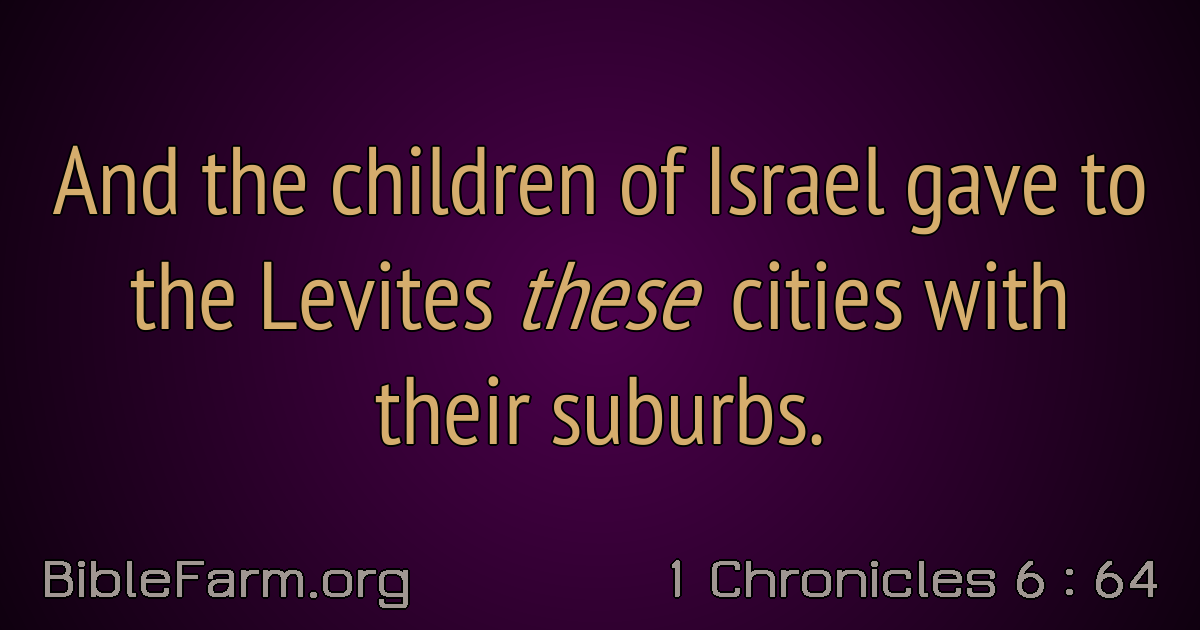 And the children of Israel gave to
the Levites these cities with
their suburbs.
BibleFarm.org
1 Chronicles 6 : 64